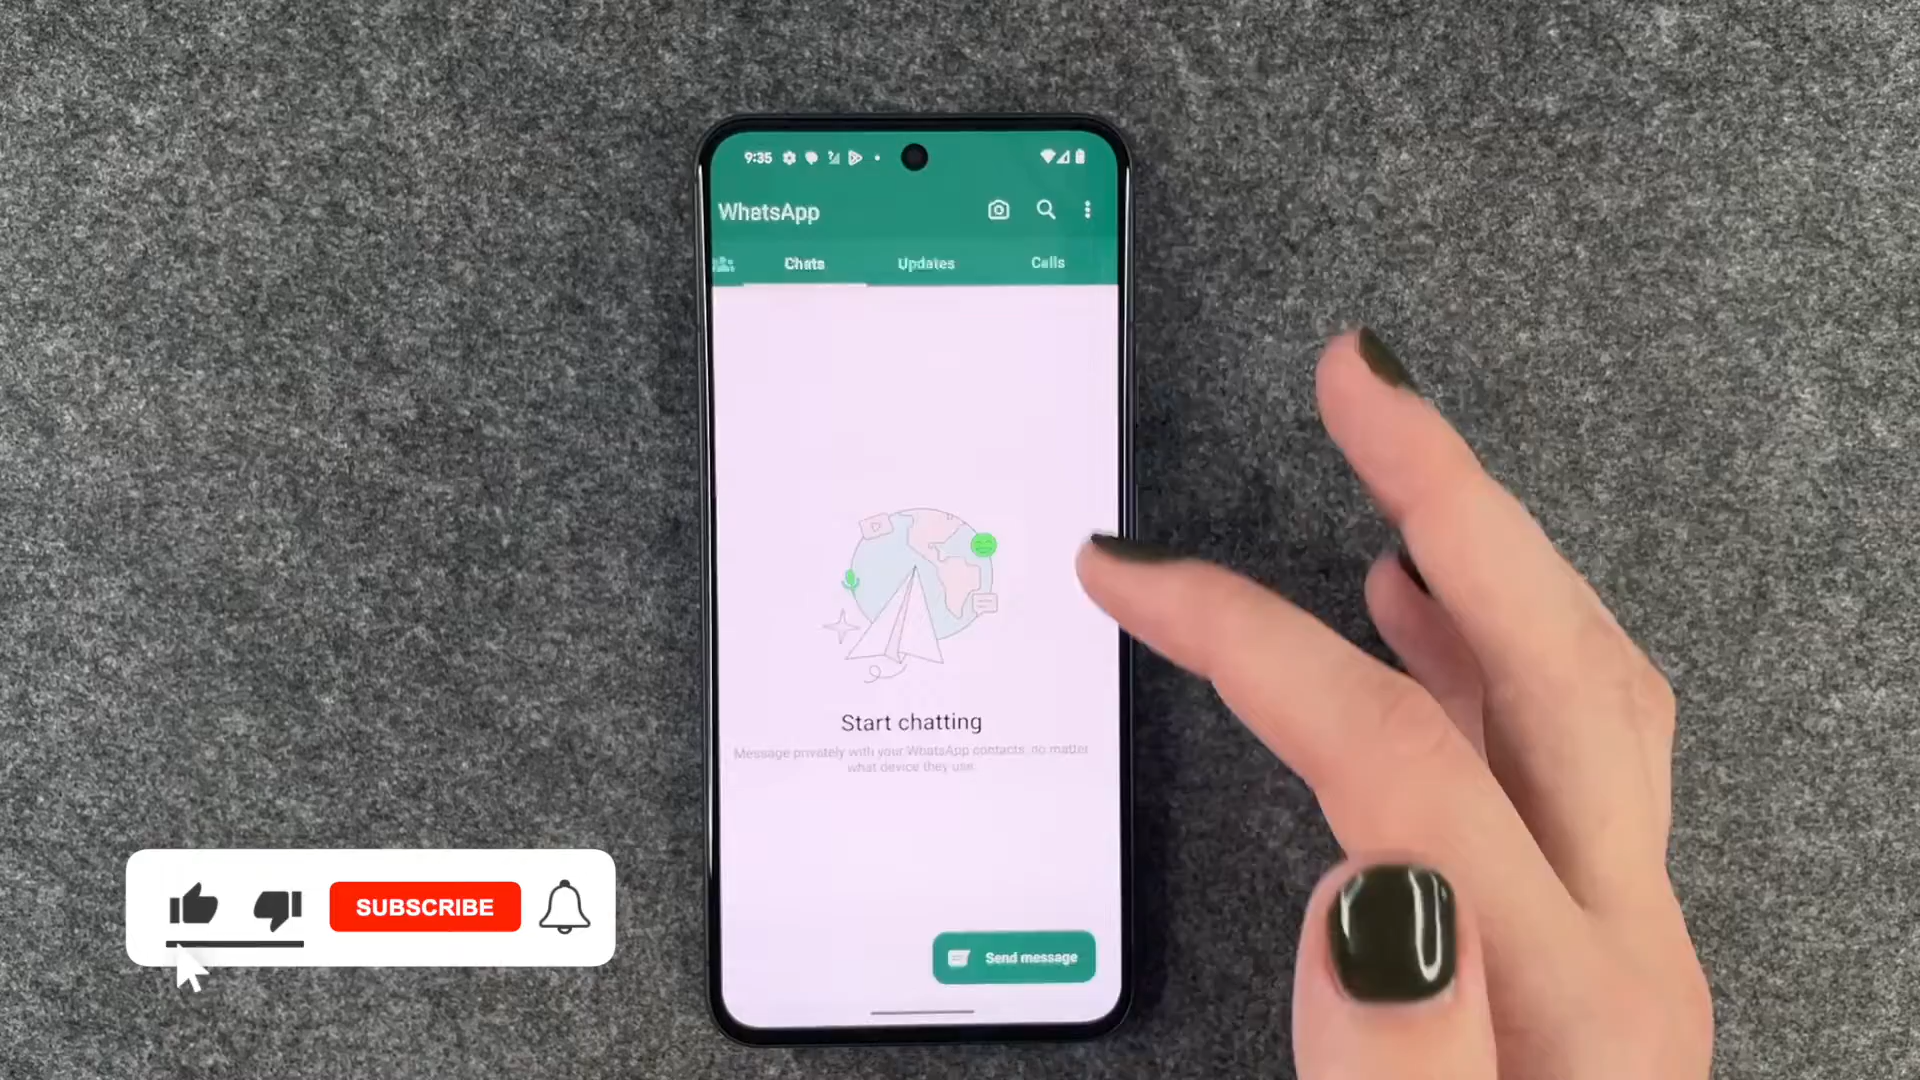 9:35
WhatsApp
Chats
Updates
Calls
Start chatting
Message privately with your WhatsApp contacts, no matter
what device they use.
Send message
SUBSCRIBE